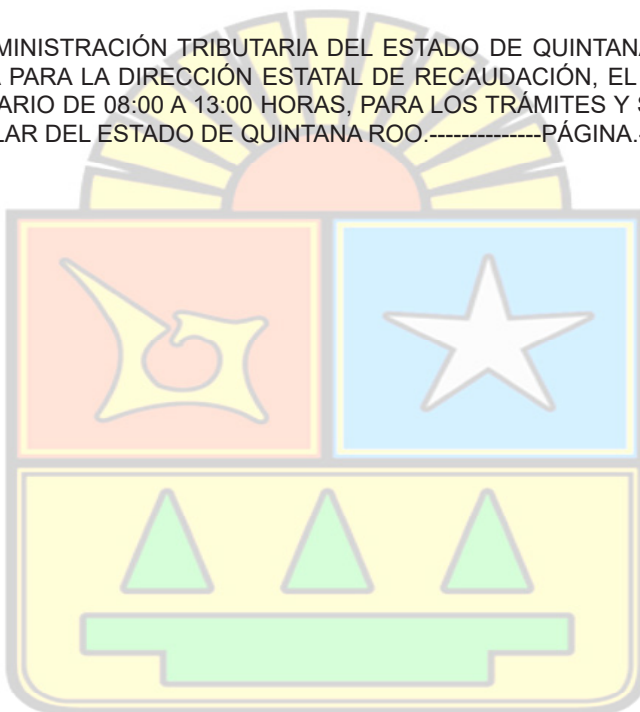 MINISTRACIÓN TRIBUTARIA DEL ESTADO DE QUINTANA
PARA LA DIRECCIÓN ESTATAL DE RECAUDACIÓN, EL
ARIO DE 08:00 A 13:00 HORAS, PARA LOS TRÁMITES Y S
LAR DEL ESTADO DE QUINTANA ROO.--------------PÁGINA.-